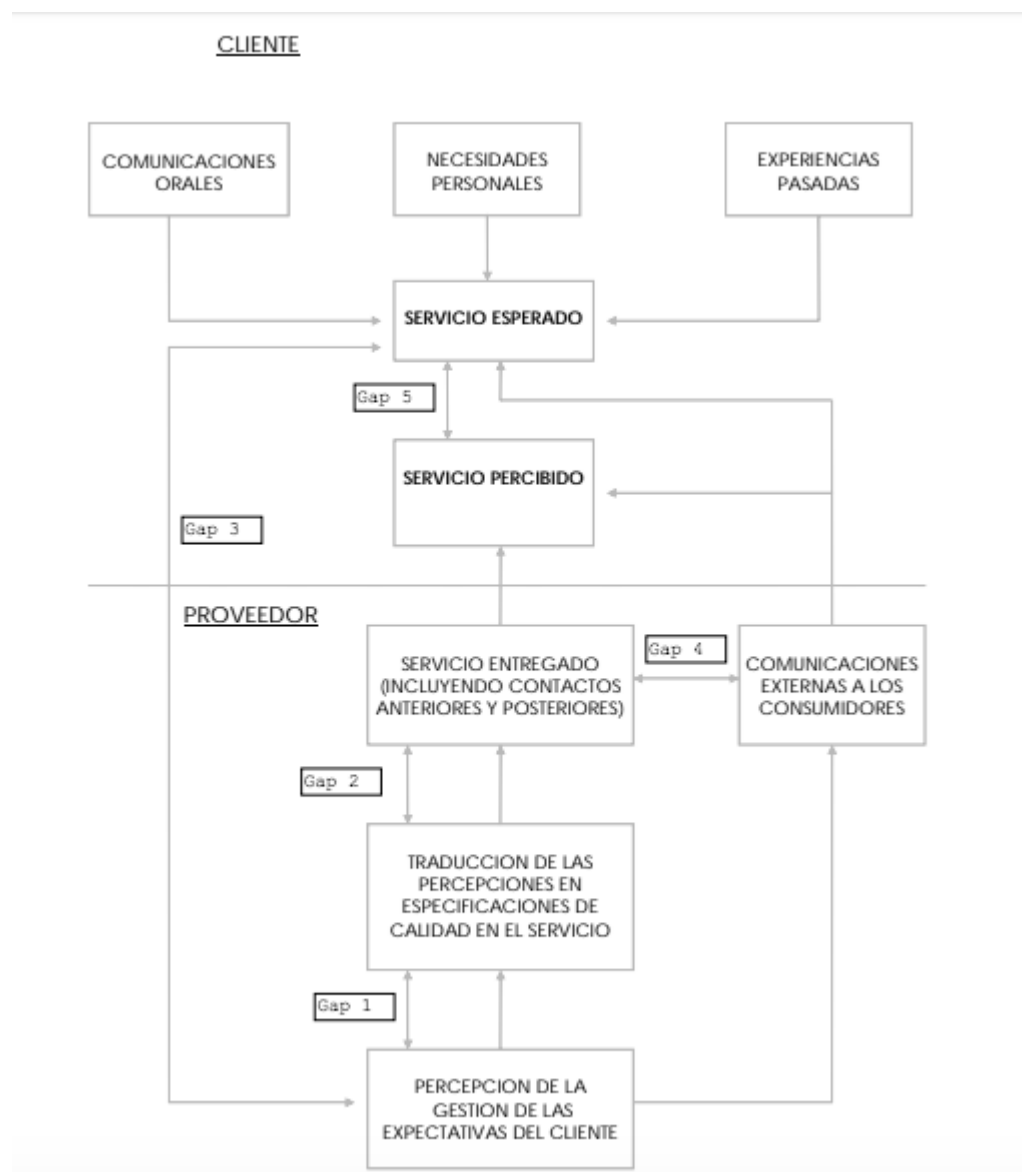 CLIENTE
COMUNICACIONES
ORALES
NECESIDADES
PERSONALES
EXPERIENCIAS
PASADAS
SERVICIO ESPERADO
Gap 5
SERVICIO PERCIBIDO
Gap 3
PROVEEDOR
SERVICIO ENTREGADO
(INCLUYENDO CONTACTOS
ANTERIORES Y POSTERIORES)
Gap 4
COMUNICACIONES
EXTERNAS A LOS
CONSUMIDORES
Gap 2
TRADUCCION DE LAS
PERCEPCIONES EN
ESPECIFICACIONES DE
CALIDAD EN EL SERVICIO
Gap 1
PERCEPCION DE LA
GESTION DE LAS
EXPECTATIVAS DEL CLIENTE